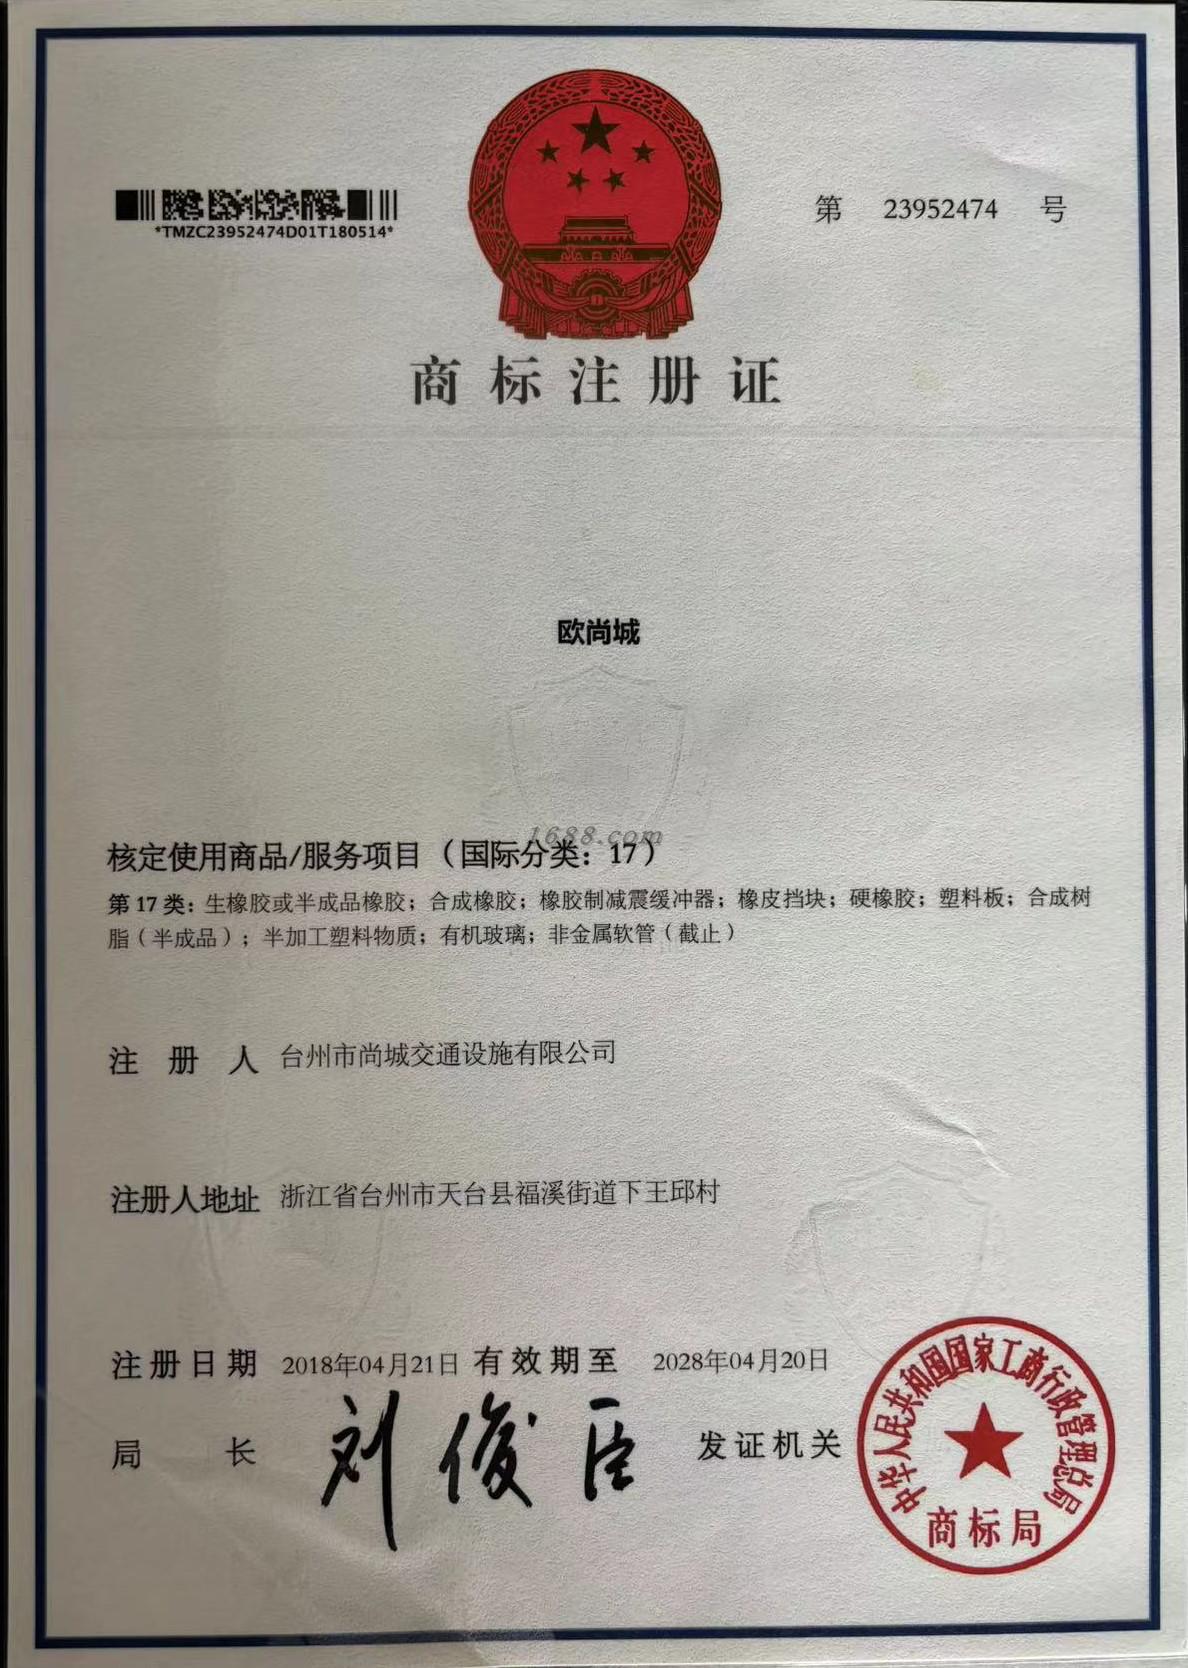 *TMZC23952474D01T180514*
第 23952474 号
商标注册证
欧尚城
1688.com
核定使用商品/服务项目（国际分类：17）
第17类：生橡胶或半成品橡胶；合成橡胶；橡胶制减震缓冲器；橡皮挡块；硬橡胶；塑料板；合成树
脂（半成品）；半加工塑料物质；有机玻璃；非金属软管（截止）
注册人 台州市尚城交通设施有限公司
注册人地址 浙江省台州市天台县福溪街道下王邱村
注册日期 2018年04月21日 有效期至 2028年04月20日
局长 刘俊臣 发证机关
中华人民共和国国家工商行政管理总局
商标局